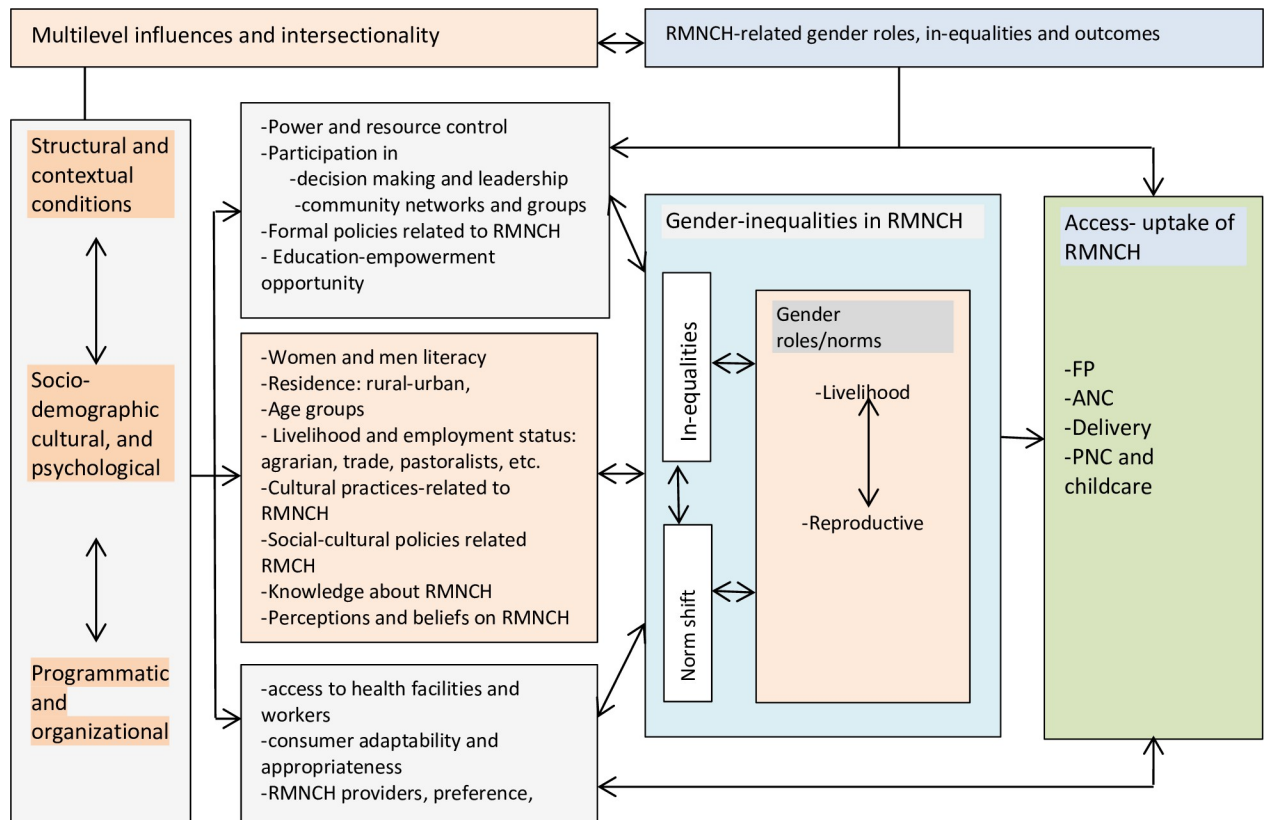 Multilevel influences and intersectionality
RMNCH-related gender roles, in-equalities and outcomes
Structural and
contextual
conditions
Socio-
demographic
cultural, and
psychological
Programmatic
and
organizational
-Power and resource control
-Participation in
-decision making and leadership
-community networks and groups
-Formal policies related to RMNCH
- Education-empowerment
opportunity
-Women and men literacy
-Residence: rural-urban,
-Age groups
- Livelihood and employment status:
agrarian, trade, pastoralists, etc.
-Cultural practices-related to
RMNCH
-Social-cultural policies related
RMCH
-Knowledge about RMNCH
-Perceptions and beliefs on RMNCH
-access to health facilities and
workers
-consumer adaptability and
appropriateness
-RMNCH providers, preference,
Gender-inequalities in RMNCH
In-equalities
Norm shift
Gender
roles/norms
-Livelihood
-Reproductive
Access- uptake of
RMNCH
-FP
-ANC
-Delivery
-PNC and
childcare